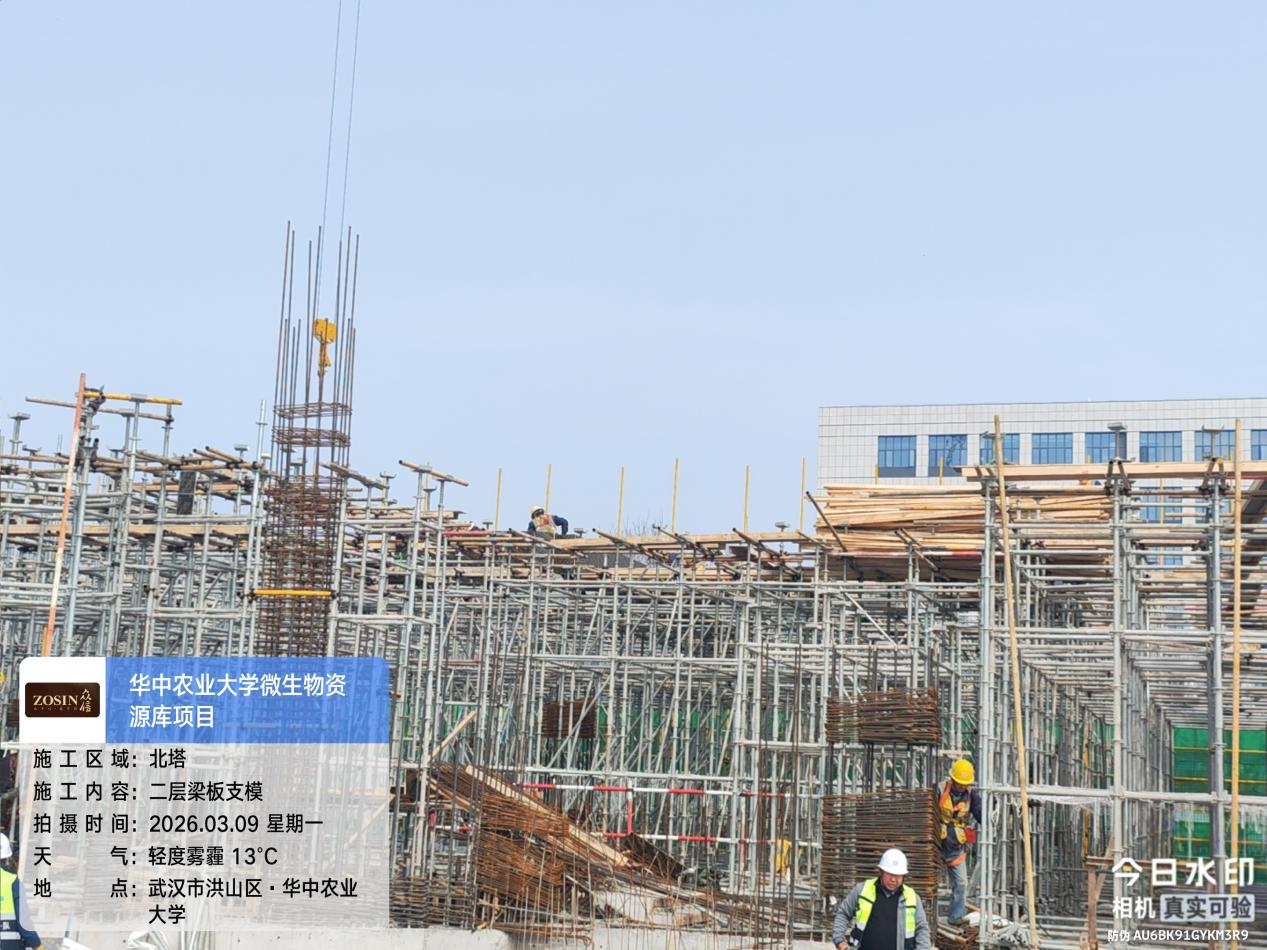 华中农业大学微生物资
源库项目
ZOSIN 众信
施工区域：北塔
施工内容：二层梁板支模
拍摄时间：2026.03.09 星期一
天气：轻度雾霾 13℃
地点：武汉市洪山区·华中农业
大学
今日水印
相机 真实可验
防伪 AU6BK91GYKM3R9